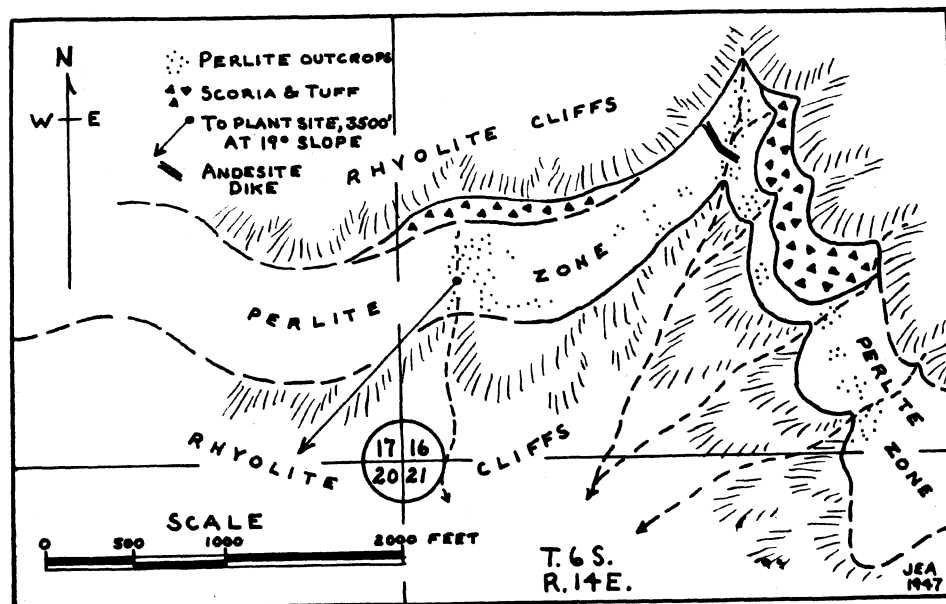 N
W E
PERLITE OUTCROPS
SCORIA & TUFF
TO PLANT SITE, 3500'
AT 19° SLOPE
ANDESITE
DIKE
RHYOLITE CLIFFS
PERLITE ZONE
PERLITE ZONE
RHYOLITE CLIFFS
17 16
20 21
SCALE
0 500 1000 2000 FEET
T. 6 S.
R. 14 E.
JEA
1947